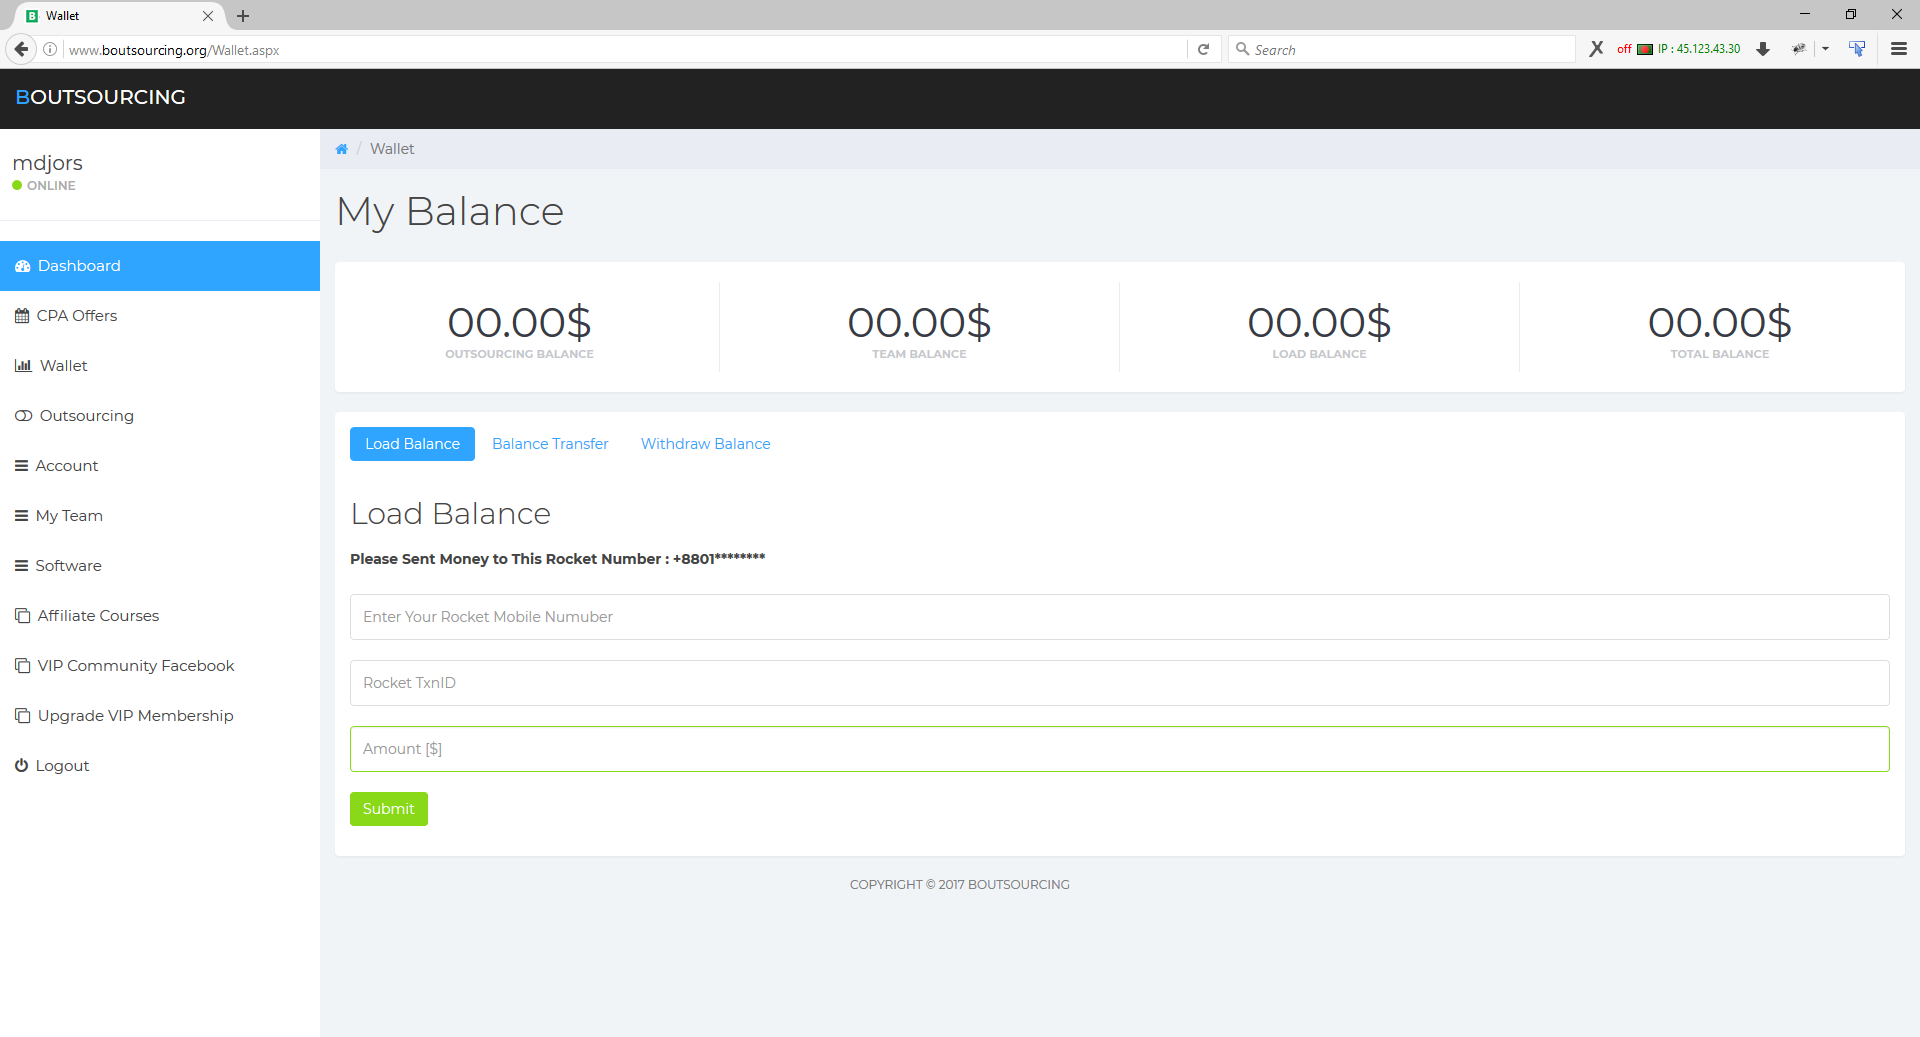 Wallet
www.boutsourcing.org/Wallet.aspx
Search
X off IP : 45.123.43.30
BOUTSOURCING
mdjors
ONLINE
Dashboard
CPA Offers
Wallet
Outsourcing
Account
My Team
Software
Affiliate Courses
VIP Community Facebook
Upgrade VIP Membership
Logout
/ Wallet
My Balance
00.00$ 00.00$ 00.00$ 00.00$
OUTSOURCING BALANCE TEAM BALANCE LOAD BALANCE TOTAL BALANCE
Load Balance Balance Transfer Withdraw Balance
Load Balance
Please Sent Money to This Rocket Number : +8801********
Enter Your Rocket Mobile Numuber
Rocket TxnID
Amount [$]
Submit
COPYRIGHT © 2017 BOUTSOURCING